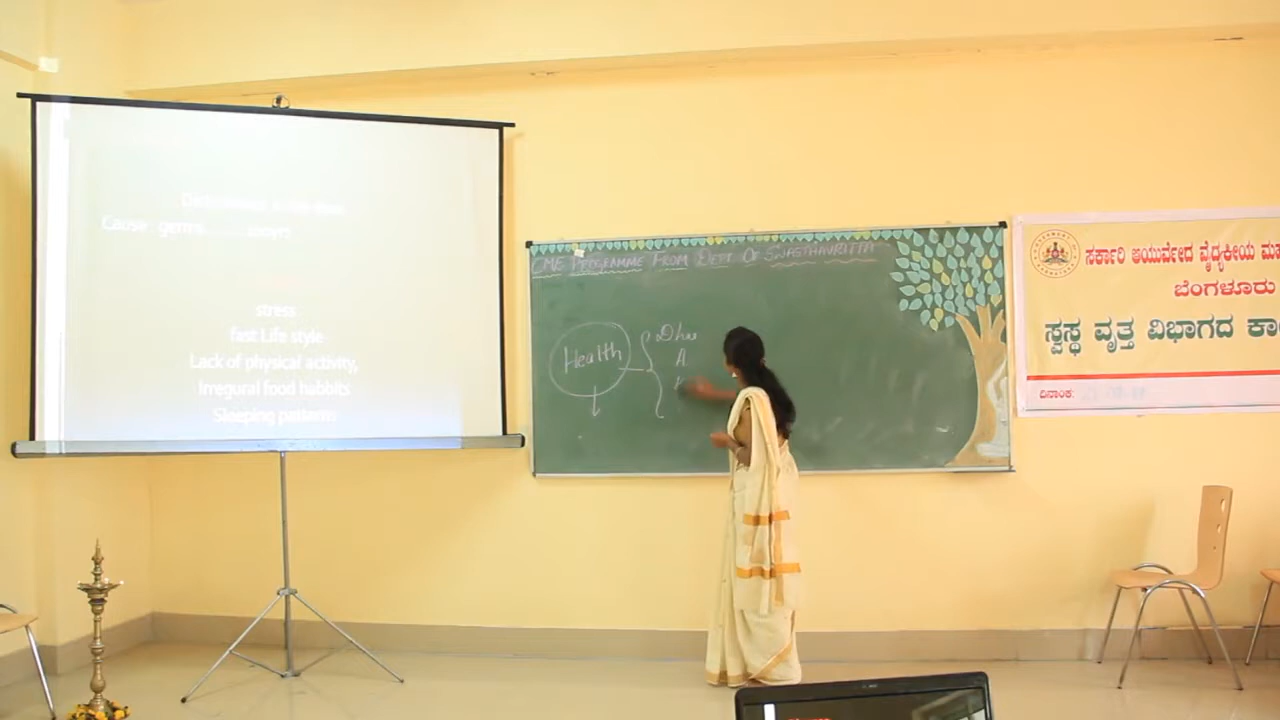 Cause: germs
stress
fast Life style
Lack of physical activity,
Irregural food habbits
Sleeping patterns
CME PROGRAMME FROM DEPT OF SWASTHAVRITTA
Health
A
ಸರ್ಕಾರಿ ಆಯುರ್ವೇದ ವೈದ್ಯಕೀಯ
ಬೆಂಗಳೂರು
ಸ್ವಸ್ಥ ವೃತ್ತ ವಿಭಾಗದ
ದಿನಾಂಕ: